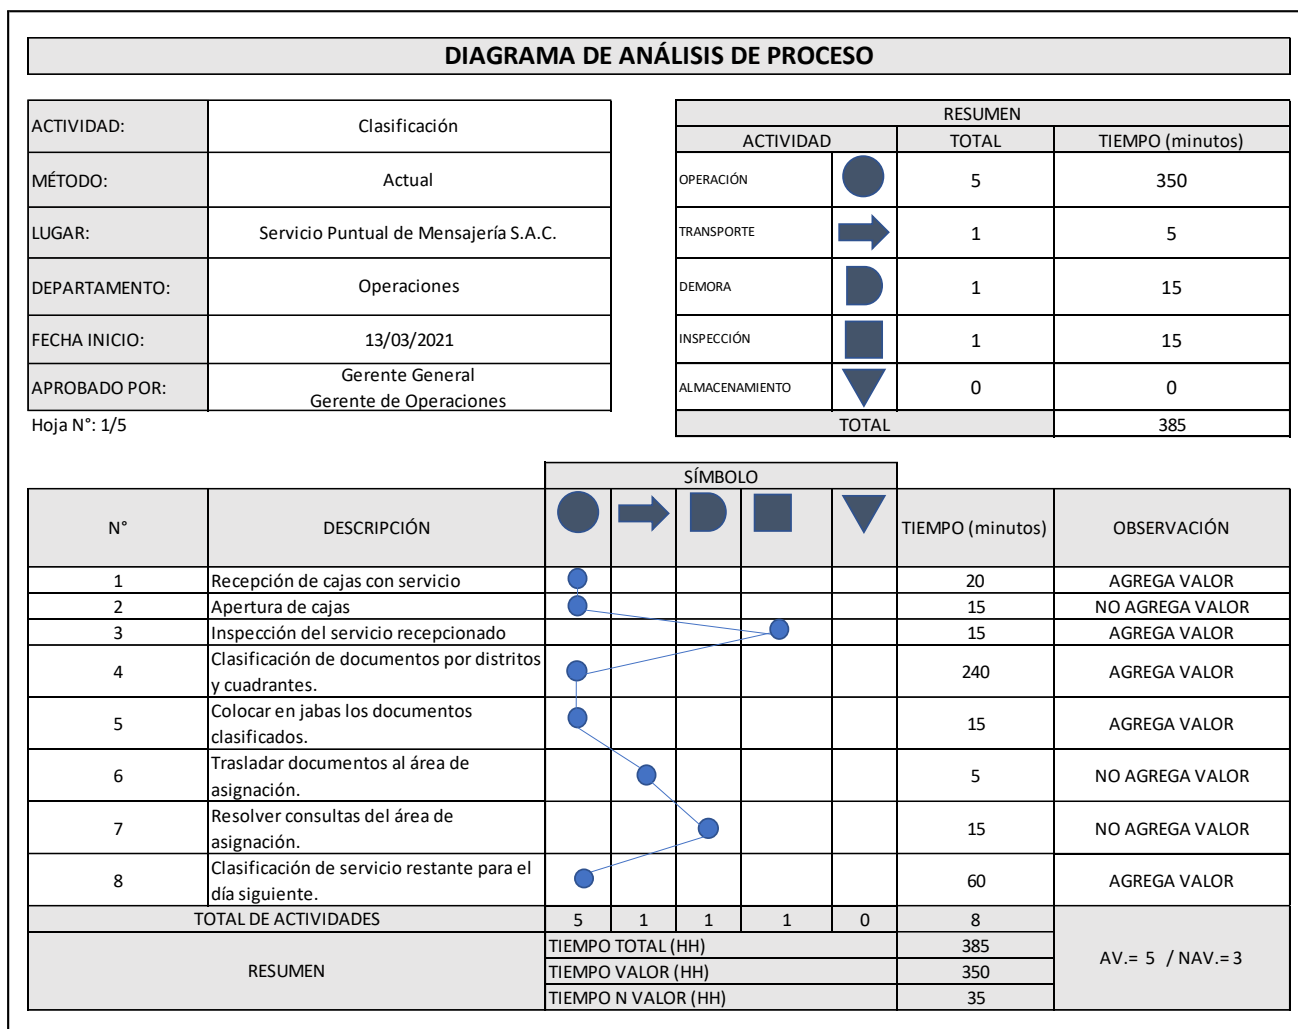 DIAGRAMA DE ANÁLISIS DE PROCESO
ACTIVIDAD: Clasificación
MÉTODO: Actual
LUGAR: Servicio Puntual de Mensajería S.A.C.
DEPARTAMENTO: Operaciones
FECHA INICIO: 13/03/2021
APROBADO POR: Gerente General
Gerente de Operaciones
Hoja N°: 1/5
RESUMEN
ACTIVIDAD TOTAL TIEMPO (minutos)
OPERACIÓN 5 350
TRANSPORTE 1 5
DEMORA 1 15
INSPECCIÓN 1 15
ALMACENAMIENTO 0 0
TOTAL 385
SÍMBOLO
N° DESCRIPCIÓN TIEMPO (minutos) OBSERVACIÓN
1 Recepción de cajas con servicio 20 AGREGA VALOR
2 Apertura de cajas 15 NO AGREGA VALOR
3 Inspección del servicio recepcionado 15 AGREGA VALOR
4 Clasificación de documentos por distritos
y cuadrantes. 240 AGREGA VALOR
5 Colocar en jabas los documentos
clasificados. 15 AGREGA VALOR
6 Trasladar documentos al área de
asignación. 5 NO AGREGA VALOR
7 Resolver consultas del área de
asignación. 15 NO AGREGA VALOR
8 Clasificación de servicio restante para el
día siguiente. 60 AGREGA VALOR
TOTAL DE ACTIVIDADES 5 1 1 1 0 8
RESUMEN
TIEMPO TOTAL (HH) 385
TIEMPO VALOR (HH) 350
TIEMPO N VALOR (HH) 35
AV.= 5 / NAV.= 3